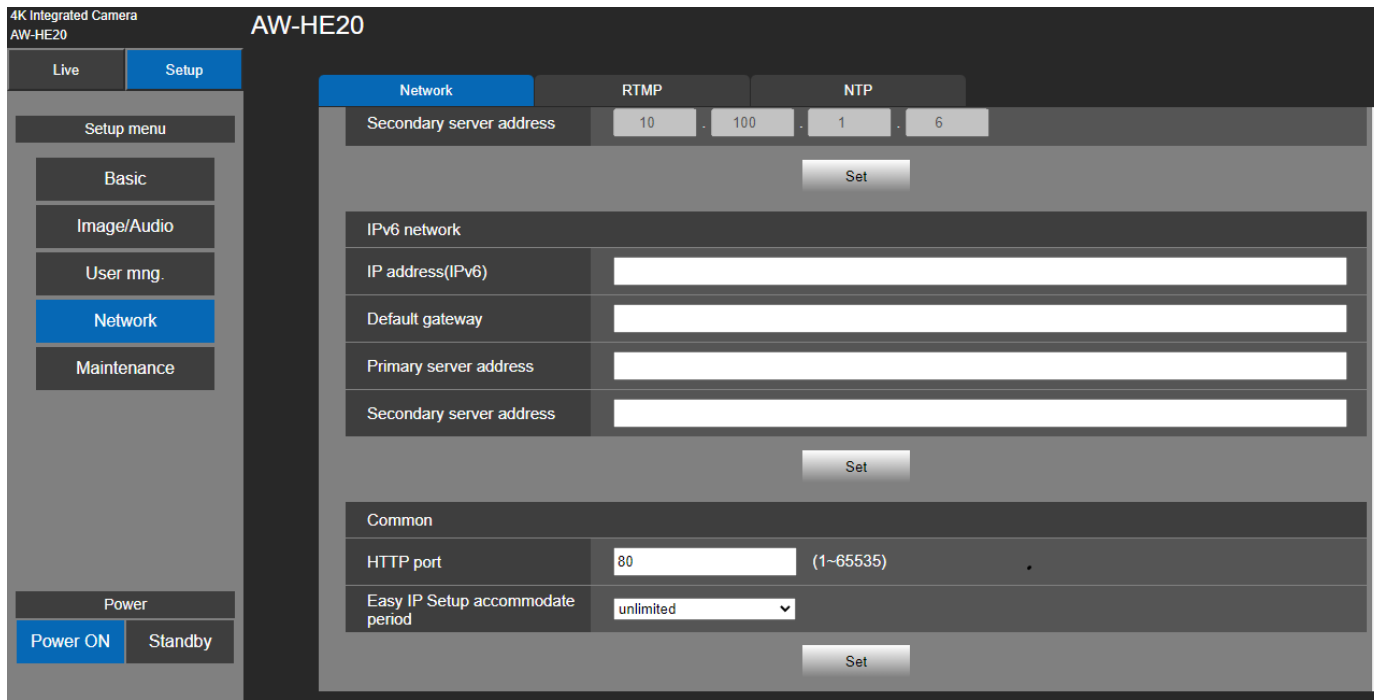 4K Integrated Camera
AW-HE20
AW-HE20
Live Setup
Network RTMP NTP
Secondary server address 10 . 100 . 1 . 6
Setup menu
Set
Basic
Image/Audio
IPv6 network
User mng.
IP address(IPv6)
Network
Default gateway
Maintenance
Primary server address
Secondary server address
Set
Common
HTTP port 80 (1~65535)
Easy IP Setup accommodate
period
unlimited
Power
Power ON Standby
Set